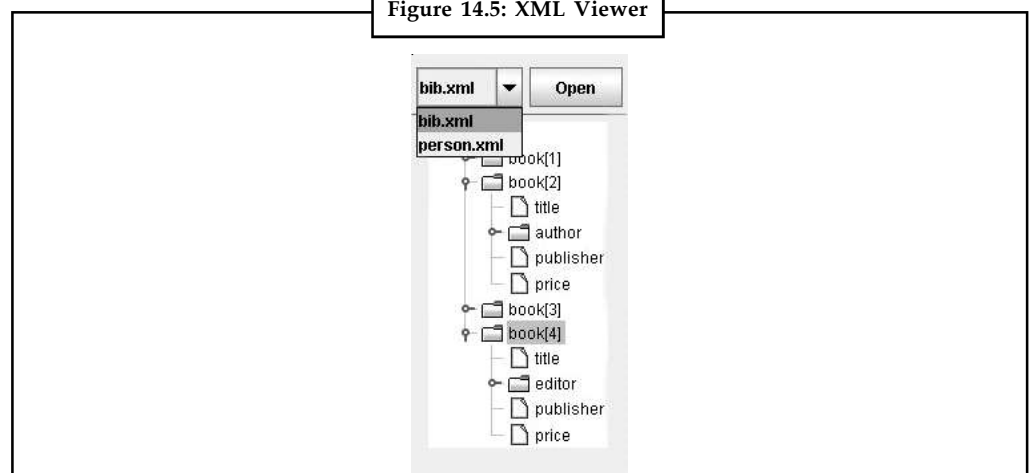 Figure 14.5: XML Viewer
bib.xml Open
bib.xml
person.xml
book[1]
book[2]
title
author
publisher
price
book[3]
book[4]
title
editor
publisher
price